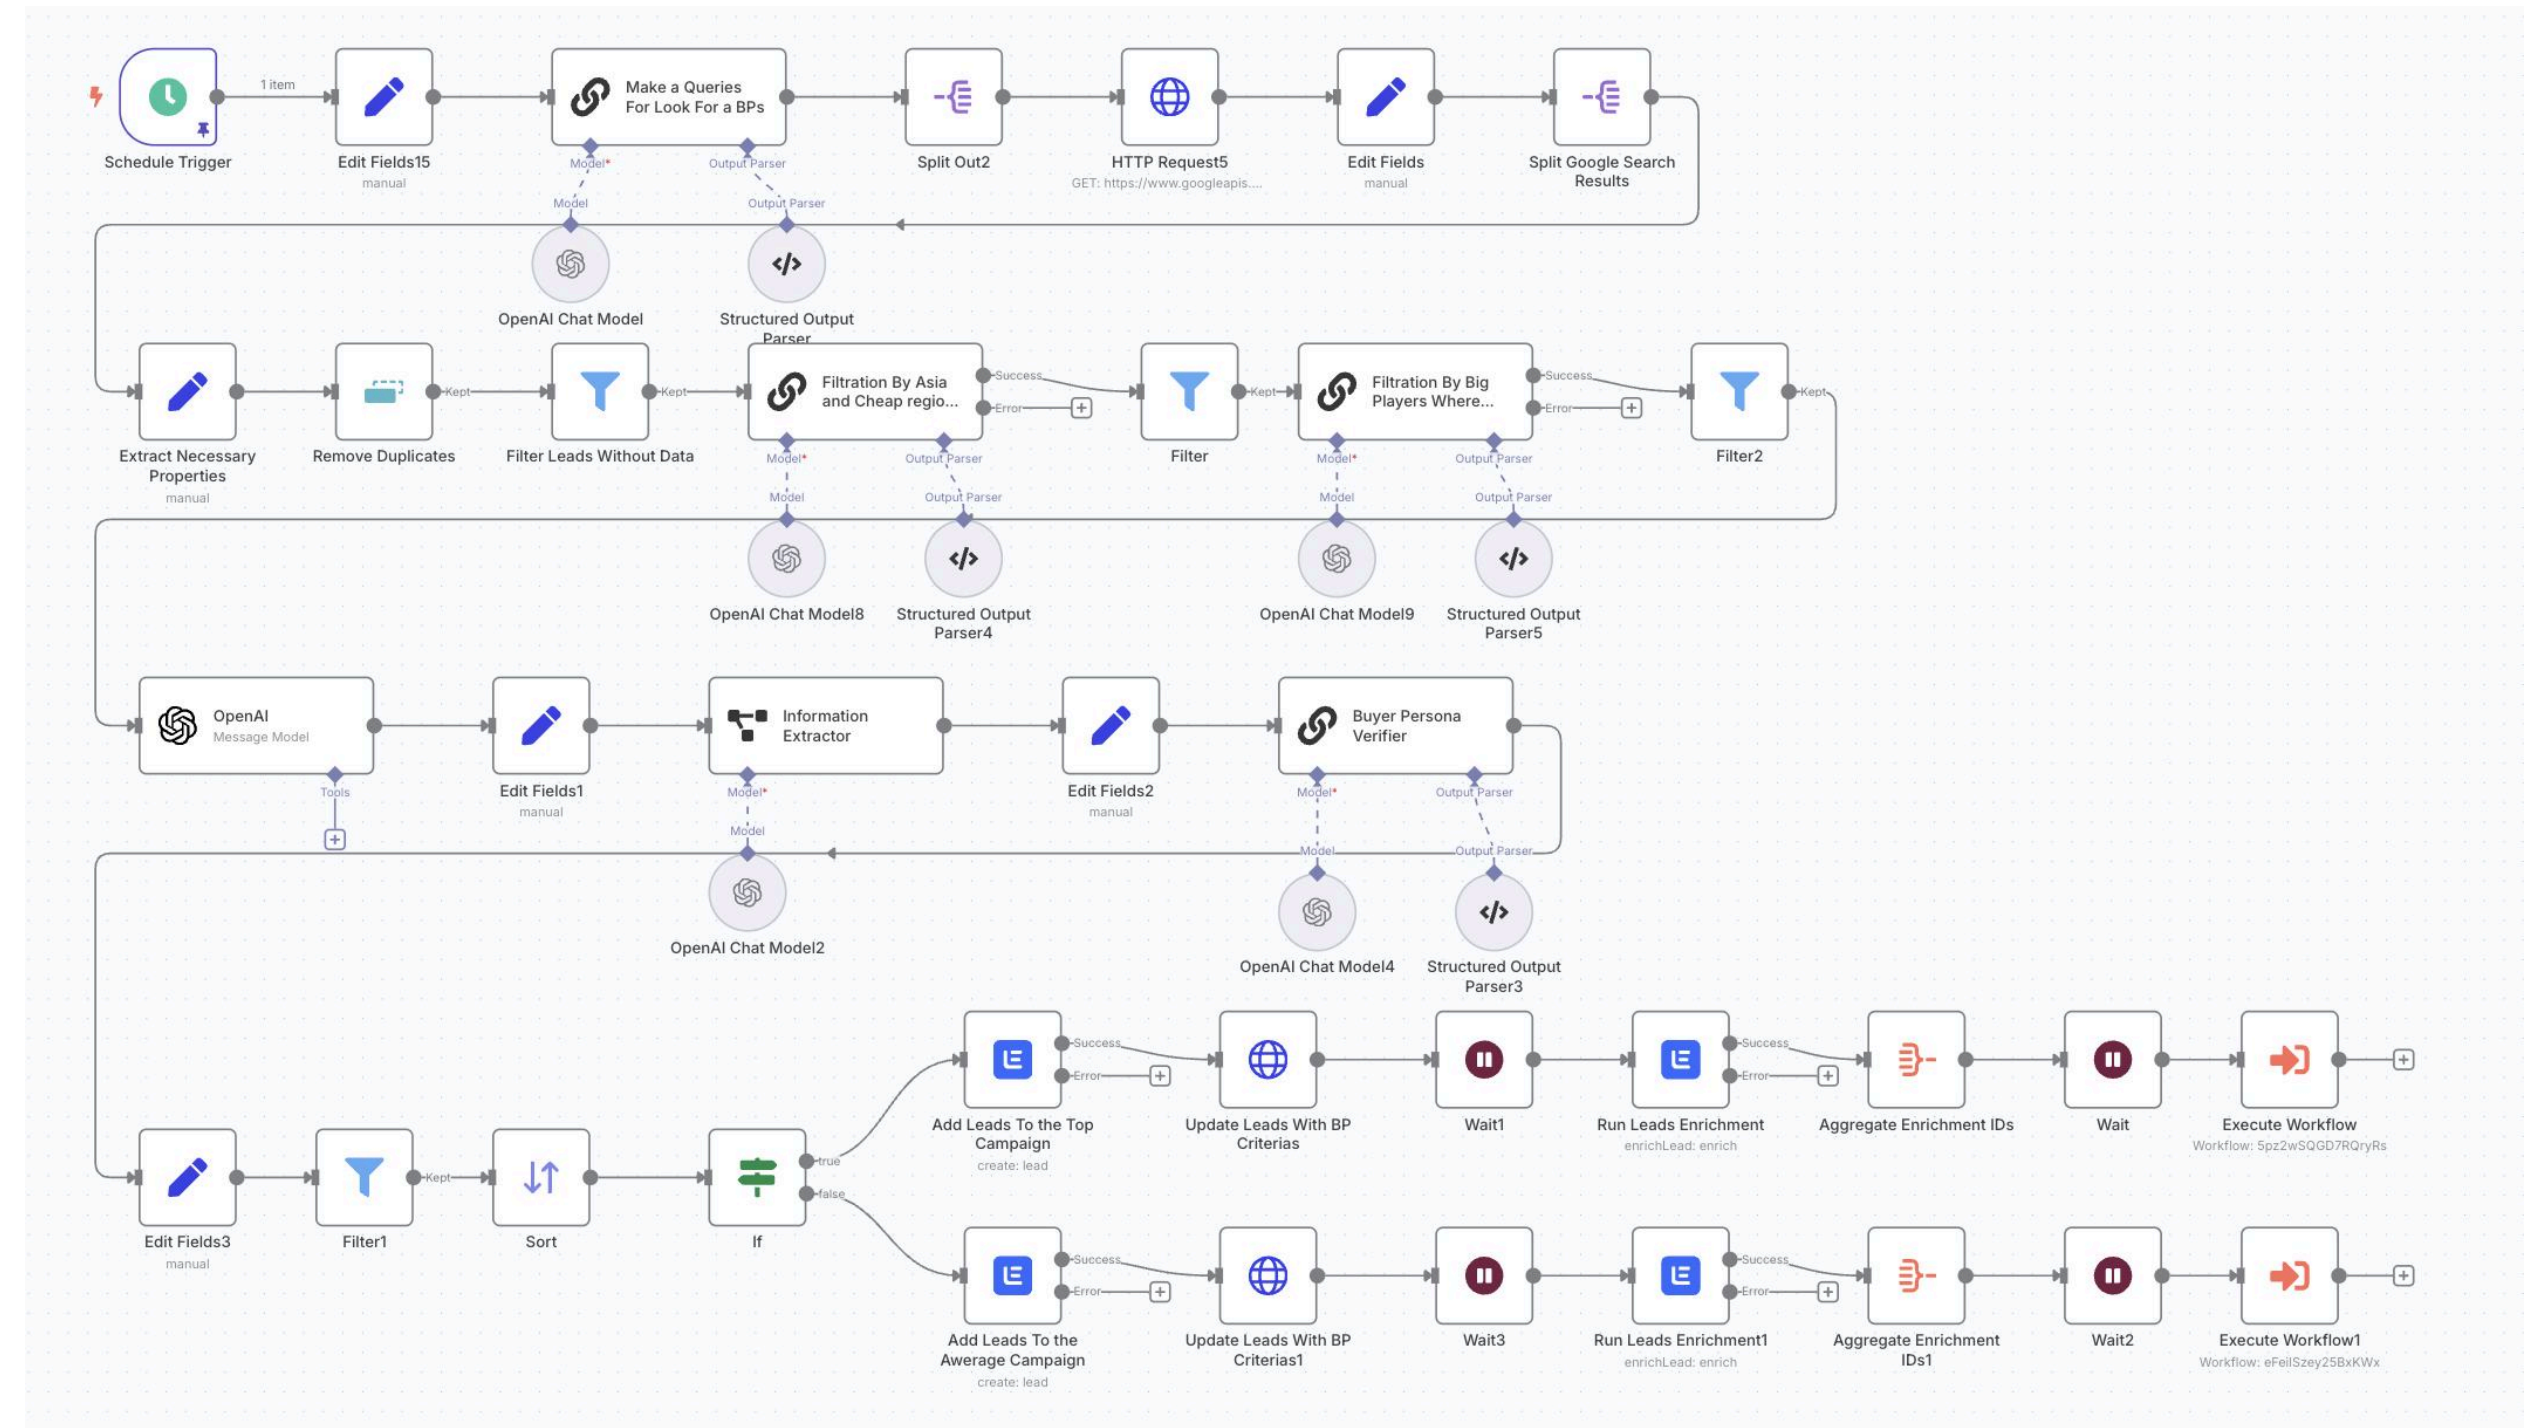 1 item
Make a Queries
For Look For a BPs
Schedule Trigger
Edit Fields15
manual
Model*
Output Parser
Split Out2
HTTP Request5
GET: https://www.googleapis....
Edit Fields
manual
Split Google Search
Results
Model
Output Parser
OpenAI Chat Model
Structured Output
Parser
Kept
Kept
Filtration By Asia
and Cheap regio...
Success
Error
Kept
Filtration By Big
Players Where...
Success
Error
Kept
Extract Necessary
Properties
manual
Remove Duplicates
Filter Leads Without Data
Model*
Output Parser
Filter
Model*
Output Parser
Filter2
Model
Output Parser
Model
Output Parser
OpenAI Chat Model8
Structured Output
Parser4
OpenAI Chat Model9
Structured Output
Parser5
OpenAI
Message Model
Information
Extractor
Buyer Persona
Verifier
Tools
Edit Fields1
manual
Model*
Edit Fields2
manual
Model*
Output Parser
Model
Model
Output Parser
OpenAI Chat Model2
OpenAI Chat Model4
Structured Output
Parser3
Success
Error
Success
Error
Add Leads To the Top
Campaign
create: lead
Update Leads With BP
Criterias
Wait1
Run Leads Enrichment
enrichLead: enrich
Aggregate Enrichment IDs
Wait
Execute Workflow
Workflow: 5pz2wSQGD7RQryRs
Kept
true
false
Edit Fields3
manual
Filter1
Sort
If
Success
Error
Success
Error
Add Leads To the
Awerage Campaign
create: lead
Update Leads With BP
Criterias1
Wait3
Run Leads Enrichment1
enrichLead: enrich
Aggregate Enrichment
IDs1
Wait2
Execute Workflow1
Workflow: eFeilSzey25BxKWx